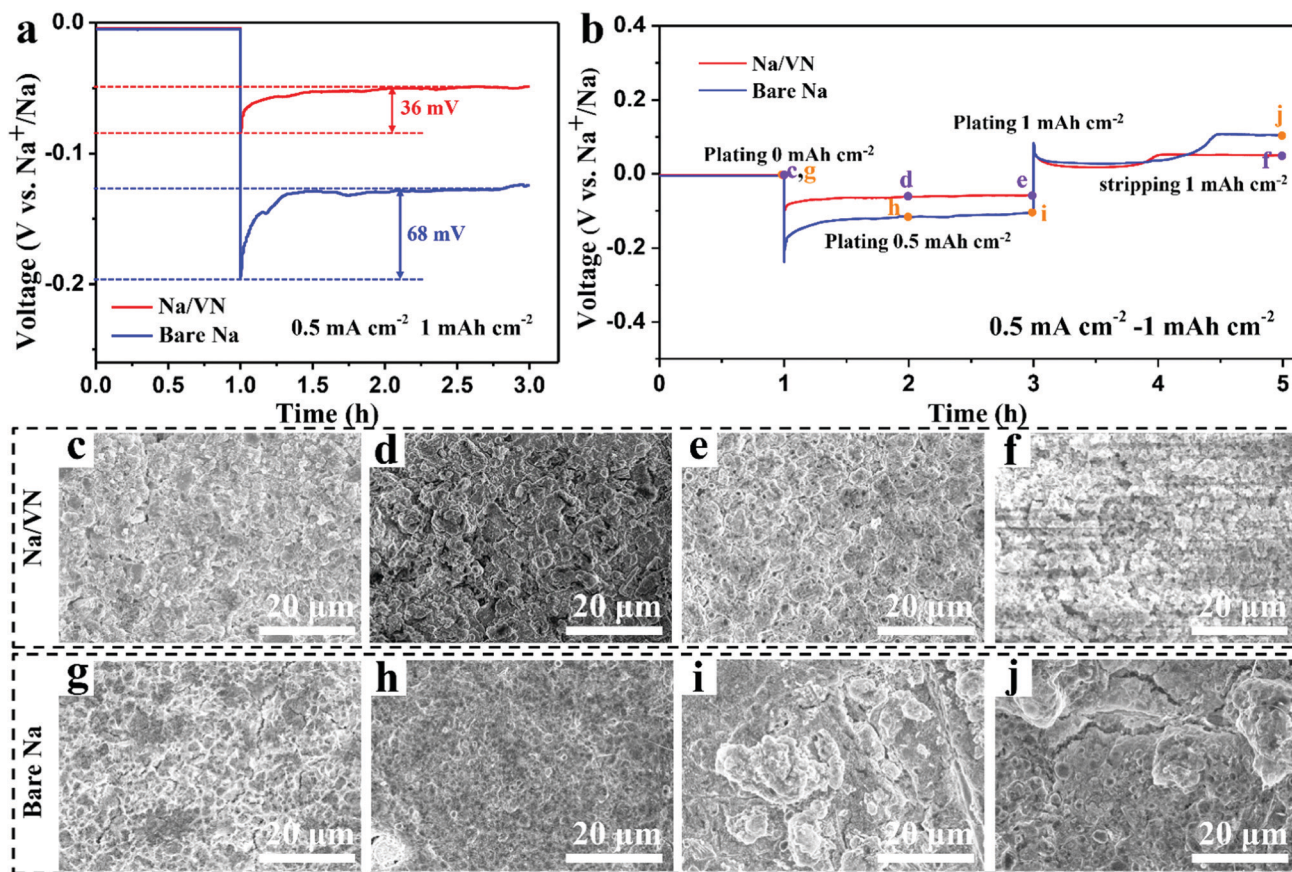 a
0.0
-0.1
-0.2
Voltage (V vs. Na⁺/Na)
36 mV
68 mV
Na/VN
Bare Na
0.5 mA cm⁻² 1 mAh cm⁻²
0.0 0.5 1.0 1.5 2.0 2.5 3.0
Time (h)
b
0.4
0.2
0.0
-0.2
-0.4
Voltage (V vs. Na⁺/Na)
Na/VN
Bare Na
Plating 0 mAh cm⁻²
c,g
d
h
Plating 0.5 mAh cm⁻²
e
i
Plating 1 mAh cm⁻²
j
f
stripping 1 mAh cm⁻²
0.5 mA cm⁻² -1 mAh cm⁻²
0 1 2 3 4 5
Time (h)
Na/VN
c
20 μm
d
20 μm
e
20 μm
f
20 μm
Bare Na
g
20 μm
h
20 μm
i
20 μm
j
20 μm